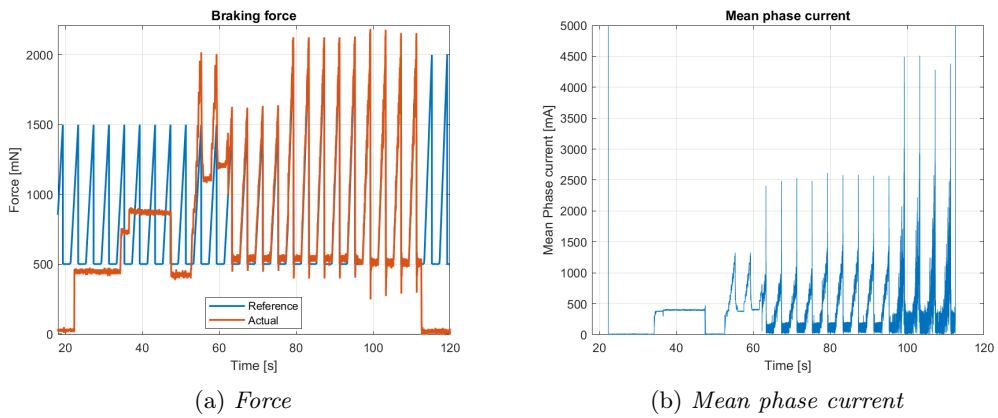 Braking force
2000
1500
1000
500
0
Force [mN]
Reference
Actual
20 40 60 80 100 120
Time [s]
(a) Force
Mean phase current
5000
4500
4000
3500
3000
2500
2000
1500
1000
500
0
Mean Phase current [mA]
20 40 60 80 100 120
Time [s]
(b) Mean phase current